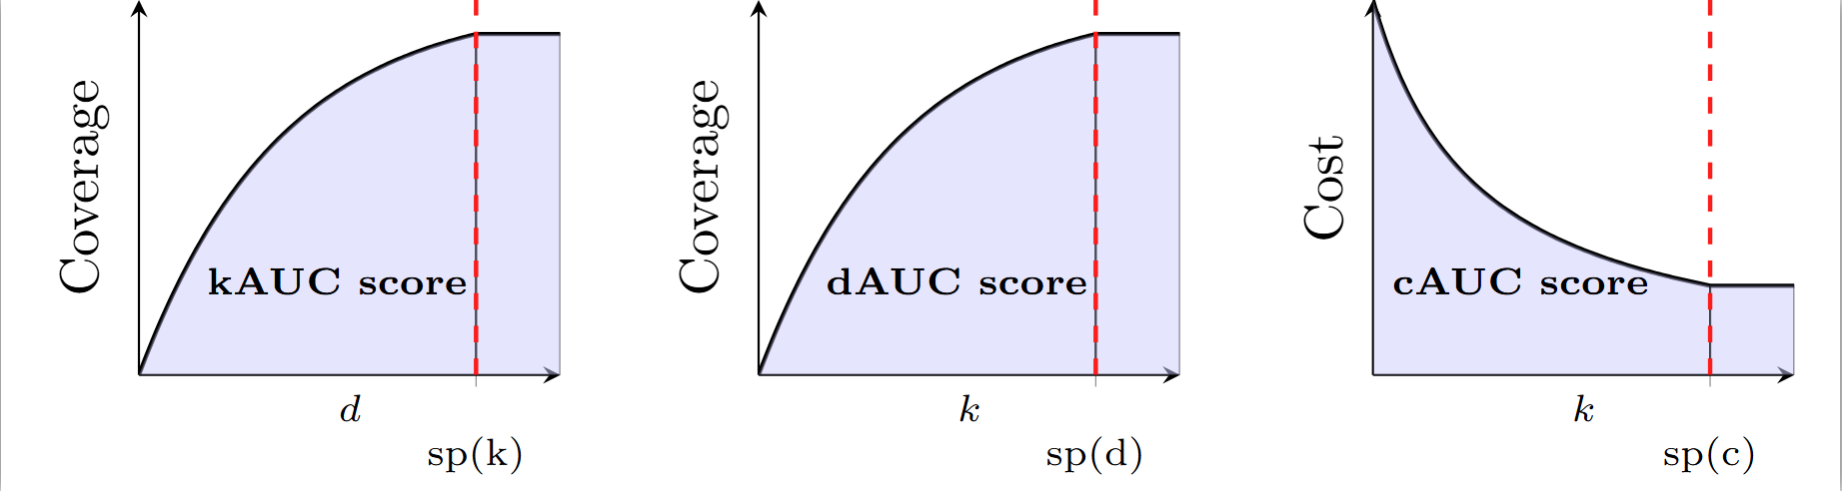 Coverage
kAUC score
d
sp(k)
Coverage
dAUC score
k
sp(d)
Cost
cAUC score
k
sp(c)